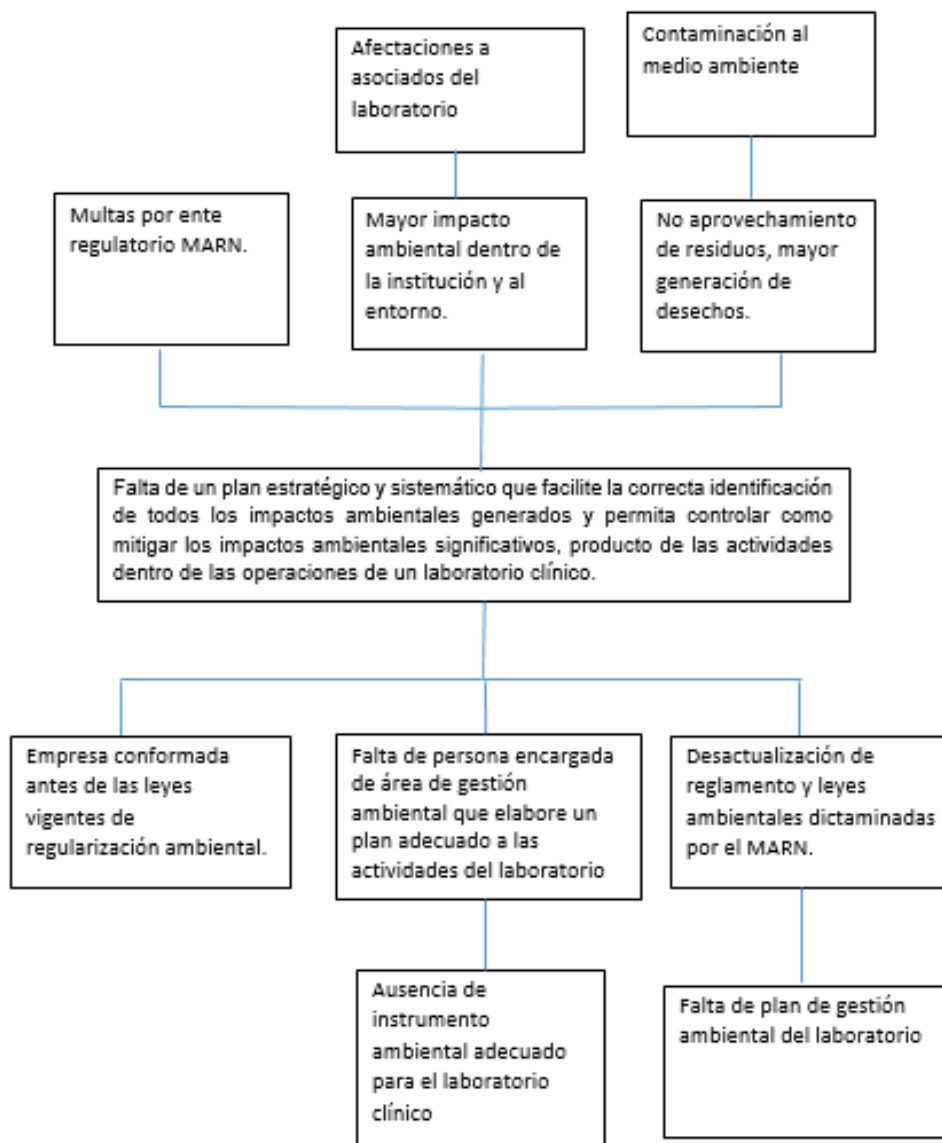 Afectaciones a
asociados del
laboratorio
Contaminación al
medio ambiente
Multas por ente
regulatorio MARN.
Mayor impacto
ambiental dentro de
la institución y al
entorno.
No aprovechamiento
de residuos, mayor
generación de
desechos.
Falta de un plan estratégico y sistemático que facilite la correcta identificación
de todos los impactos ambientales generados y permita controlar como
mitigar los impactos ambientales significativos, producto de las actividades
dentro de las operaciones de un laboratorio clínico.
Empresa conformada
antes de las leyes
vigentes de
regularización ambiental.
Falta de persona encargada
de área de gestión
ambiental que elabore un
plan adecuado a las
actividades del laboratorio
Desactualización de
reglamento y leyes
ambientales dictaminadas
por el MARN.
Ausencia de
instrumento
ambiental adecuado
para el laboratorio
clínico
Falta de plan de gestión
ambiental del laboratorio